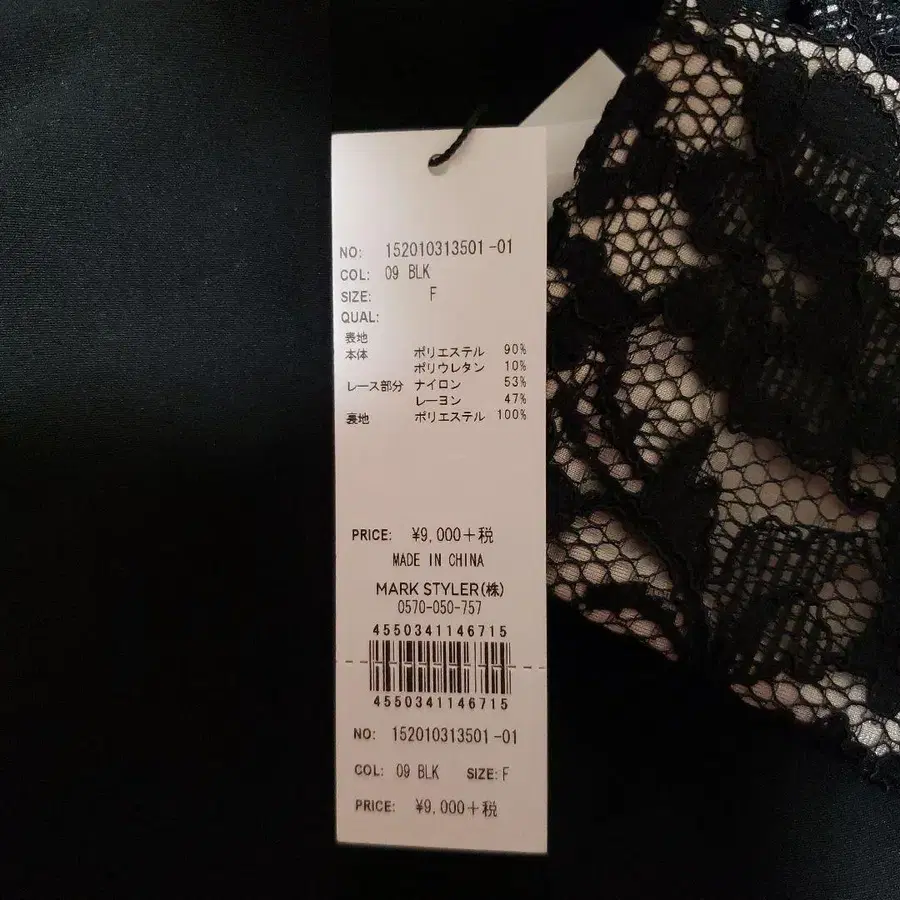 NO: 152010313501-01
COL: 09 BLK
SIZE: F
QUAL:
表地
本体 ポリエステル 90%
ポリウレタン 10%
レース部分 ナイロン 53%
レーヨン 47%
裏地 ポリエステル 100%
PRICE: ¥9,000+税
MADE IN CHINA
MARK STYLER(株)
0570-050-757
4550341146715
4550341146715
NO: 152010313501-01
COL: 09 BLK SIZE: F
PRICE: ¥9,000+税